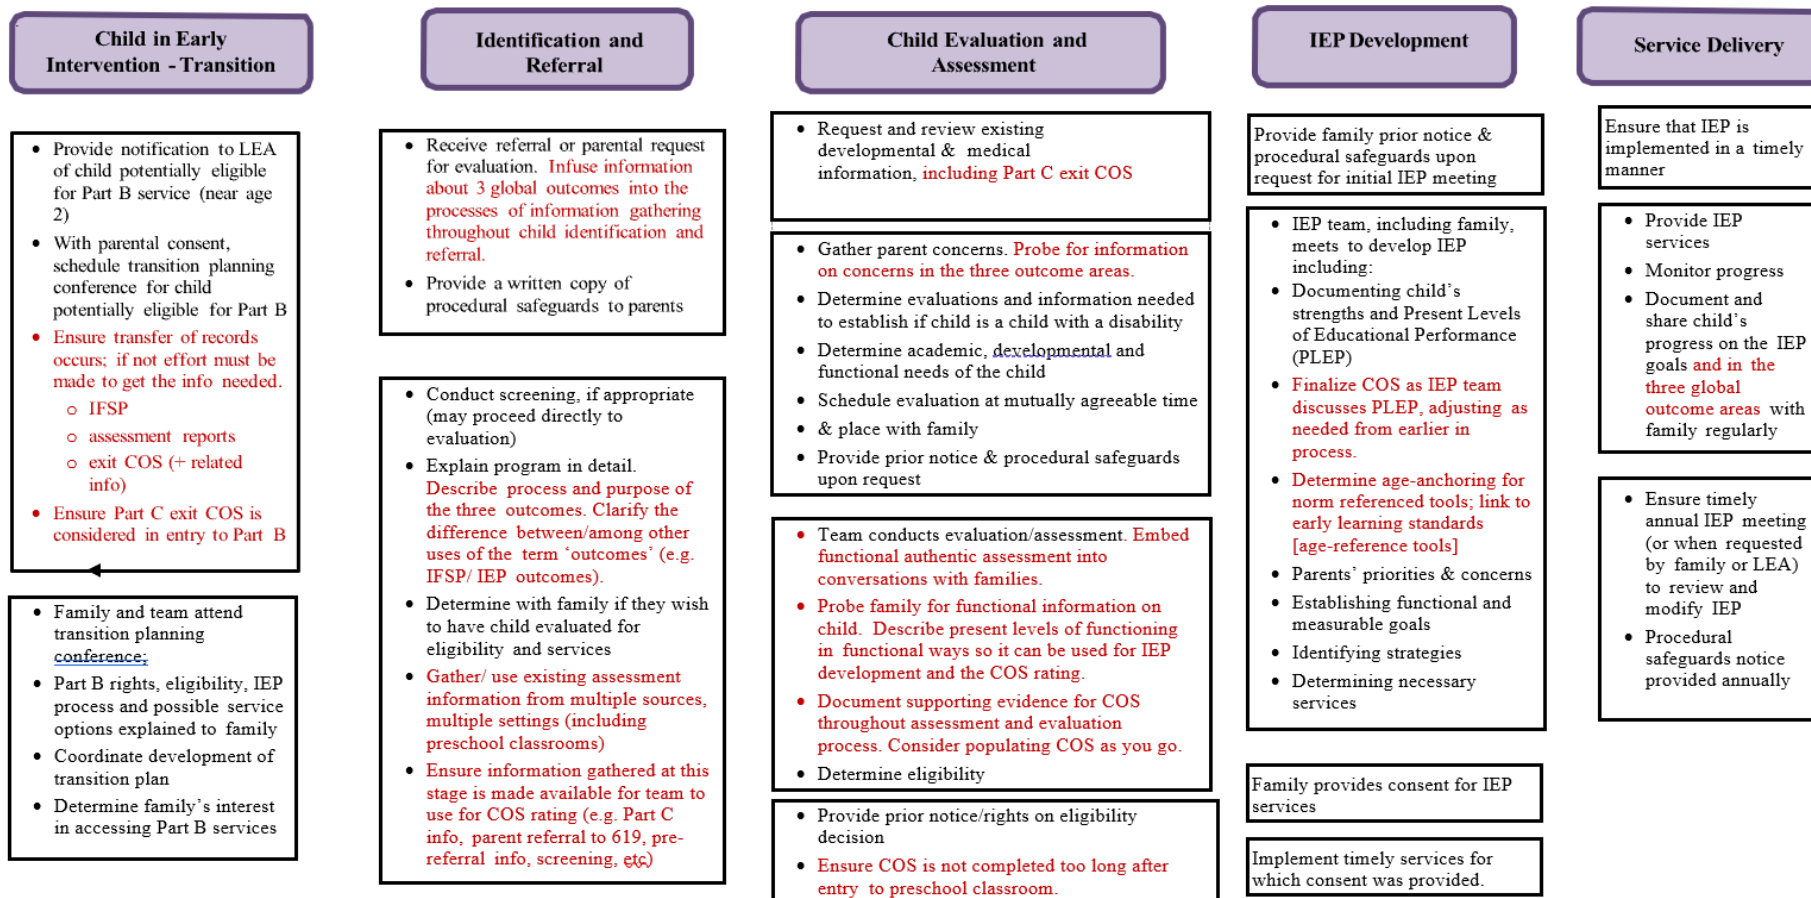 Child in Early
Intervention - Transition
• Provide notification to LEA
of child potentially eligible
for Part B service (near age
2)
• With parental consent,
schedule transition planning
conference for child
potentially eligible for Part B
• Ensure transfer of records
occurs; if not effort must be
made to get the info needed.
o IFSP
o assessment reports
o exit COS (+ related
info)
• Ensure Part C exit COS is
considered in entry to Part B
• Family and team attend
transition planning
conference;
• Part B rights, eligibility, IEP
process and possible service
options explained to family
• Coordinate development of
transition plan
• Determine family's interest
in accessing Part B services
Identification and
Referral
• Receive referral or parental request
for evaluation. Infuse information
about 3 global outcomes into the
processes of information gathering
throughout child identification and
referral.
• Provide a written copy of
procedural safeguards to parents
• Conduct screening, if appropriate
(may proceed directly to
evaluation)
• Explain program in detail.
Describe process and purpose of
the three outcomes. Clarify the
difference between/among other
uses of the term ‘outcomes’ (e.g.
IFSP/ IEP outcomes).
• Determine with family if they wish
to have child evaluated for
eligibility and services
• Gather/ use existing assessment
information from multiple sources,
multiple settings (including
preschool classrooms)
• Ensure information gathered at this
stage is made available for team to
use for COS rating (e.g. Part C
info, parent referral to 619, pre-
referral info, screening, etc)
Child Evaluation and
Assessment
• Request and review existing
developmental & medical
information, including Part C exit COS
• Gather parent concerns. Probe for information
on concerns in the three outcome areas.
• Determine evaluations and information needed
to establish if child is a child with a disability
• Determine academic, developmental and
functional needs of the child
• Schedule evaluation at mutually agreeable time
• & place with family
• Provide prior notice & procedural safeguards
upon request
• Team conducts evaluation/assessment. Embed
functional authentic assessment into
conversations with families.
• Probe family for functional information on
child. Describe present levels of functioning
in functional ways so it can be used for IEP
development and the COS rating.
• Document supporting evidence for COS
throughout assessment and evaluation
process. Consider populating COS as you go.
• Determine eligibility
• Provide prior notice/rights on eligibility
decision
• Ensure COS is not completed too long after
entry to preschool classroom.
IEP Development
Provide family prior notice &
procedural safeguards upon
request for initial IEP meeting
• IEP team, including family,
meets to develop IEP
including:
• Documenting child's
strengths and Present Levels
of Educational Performance
(PLEP)
• Finalize COS as IEP team
discusses PLEP, adjusting as
needed from earlier in
process.
• Determine age-anchoring for
norm referenced tools; link to
early learning standards
[age-reference tools]
• Parents' priorities & concerns
• Establishing functional and
measurable goals
• Identifying strategies
• Determining necessary
services
Family provides consent for IEP
services
Implement timely services for
which consent was provided.
Service Delivery
Ensure that IEP is
implemented in a timely
manner
• Provide IEP
services
• Monitor progress
• Document and
share child's
progress on the IEP
goals and in the
three global
outcome areas with
family regularly
• Ensure timely
annual IEP meeting
(or when requested
by family or LEA)
to review and
modify IEP
• Procedural
safeguards notice
provided annually